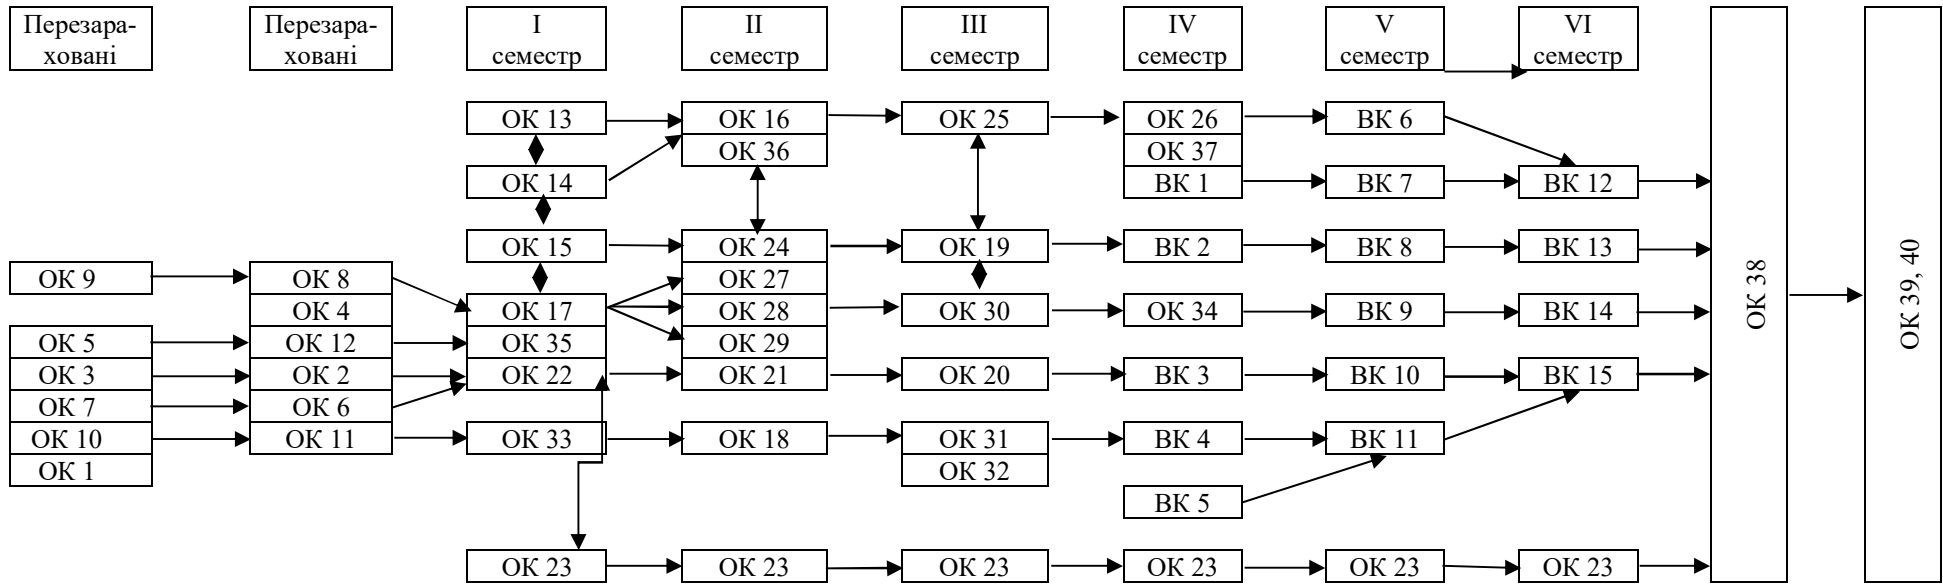 Перезара-
ховані
Перезара-
ховані
I
семестр
II
семестр
III
семестр
IV
семестр
V
семестр
VI
семестр
ОК 13
ОК 16
ОК 25
ОК 26
ВК 6
ОК 36
ОК 37
ОК 14
ВК 1
ВК 7
ВК 12
ОК 15
ОК 24
ОК 19
ВК 2
ВК 8
ВК 13
ОК 9
ОК 8
ОК 27
ОК 4
ОК 17
ОК 28
ОК 30
ОК 34
ВК 9
ВК 14
ОК 5
ОК 12
ОК 35
ОК 29
ОК 3
ОК 2
ОК 22
ОК 21
ОК 20
ВК 3
ВК 10
ВК 15
ОК 7
ОК 6
ОК 10
ОК 11
ОК 33
ОК 18
ОК 31
ВК 4
ВК 11
ОК 1
ОК 32
ВК 5
ОК 23
ОК 23
ОК 23
ОК 23
ОК 23
ОК 23
ОК 38
ОК 39, 40